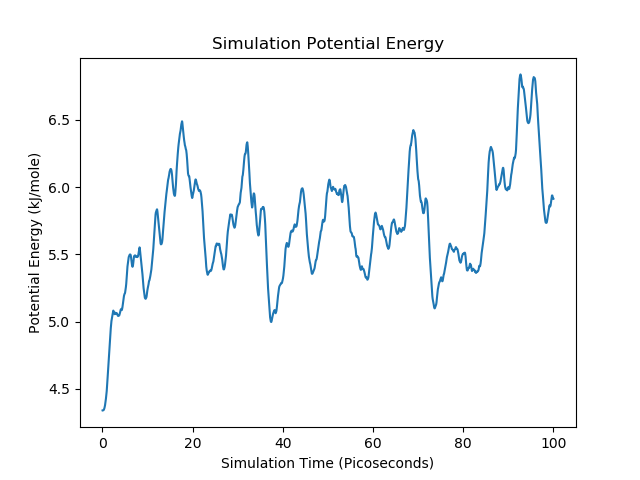 Simulation Potential Energy
Potential Energy (kJ/mole)
6.5
6.0
5.5
5.0
4.5
0 20 40 60 80 100
Simulation Time (Picoseconds)